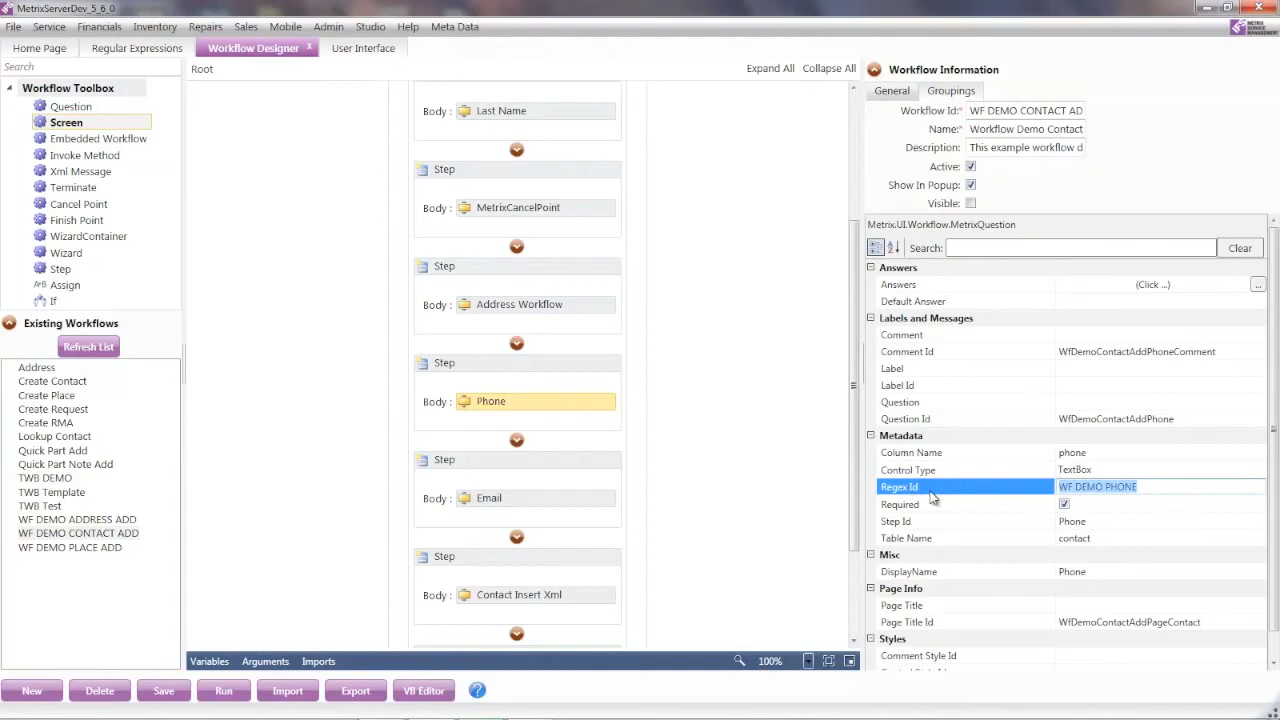 MetrixServerDev_5_6_0
File Service Financials Inventory Repairs Sales Mobile Admin Studio Help Meta Data
METRIX SERVICE MANAGEMENT
Home Page Regular Expressions Workflow Designer x User Interface
Search
Workflow Toolbox
Question
Screen
Embedded Workflow
Invoke Method
Xml Message
Terminate
Cancel Point
Finish Point
WizardContainer
Wizard
Step
A+B Assign
If
Existing Workflows
Refresh List
Address
Create Contact
Create Place
Create Request
Create RMA
Lookup Contact
Quick Part Add
Quick Part Note Add
TWB DEMO
TWB Template
TWB Test
WF DEMO ADDRESS ADD
WF DEMO CONTACT ADD
WF DEMO PLACE ADD
Root Expand All Collapse All
Body : Last Name
Step
Body : MetrixCancelPoint
Step
Body : Address Workflow
Step
Body : Phone
Step
Body : Email
Step
Body : Contact Insert Xml
Variables Arguments Imports 100%
Workflow Information
General Groupings
Workflow Id:* WF DEMO CONTACT AD
Name:* Workflow Demo Contact
Description: This example workflow d
Active:
Show In Popup:
Visible:
Metrix.UI.Workflow.MetrixQuestion
Search: Clear
Answers
Answers (Click ...) ...
Default Answer
Labels and Messages
Comment
Comment Id WfDemoContactAddPhoneComment
Label
Label Id
Question
Question Id WfDemoContactAddPhone
Metadata
Column Name phone
Control Type TextBox
Regex Id WF DEMO PHONE
Required
Step Id Phone
Table Name contact
Misc
DisplayName Phone
Page Info
Page Title
Page Title Id WfDemoContactAddPageContact
Styles
Comment Style Id
New Delete Save Run Import Export VB Editor ?